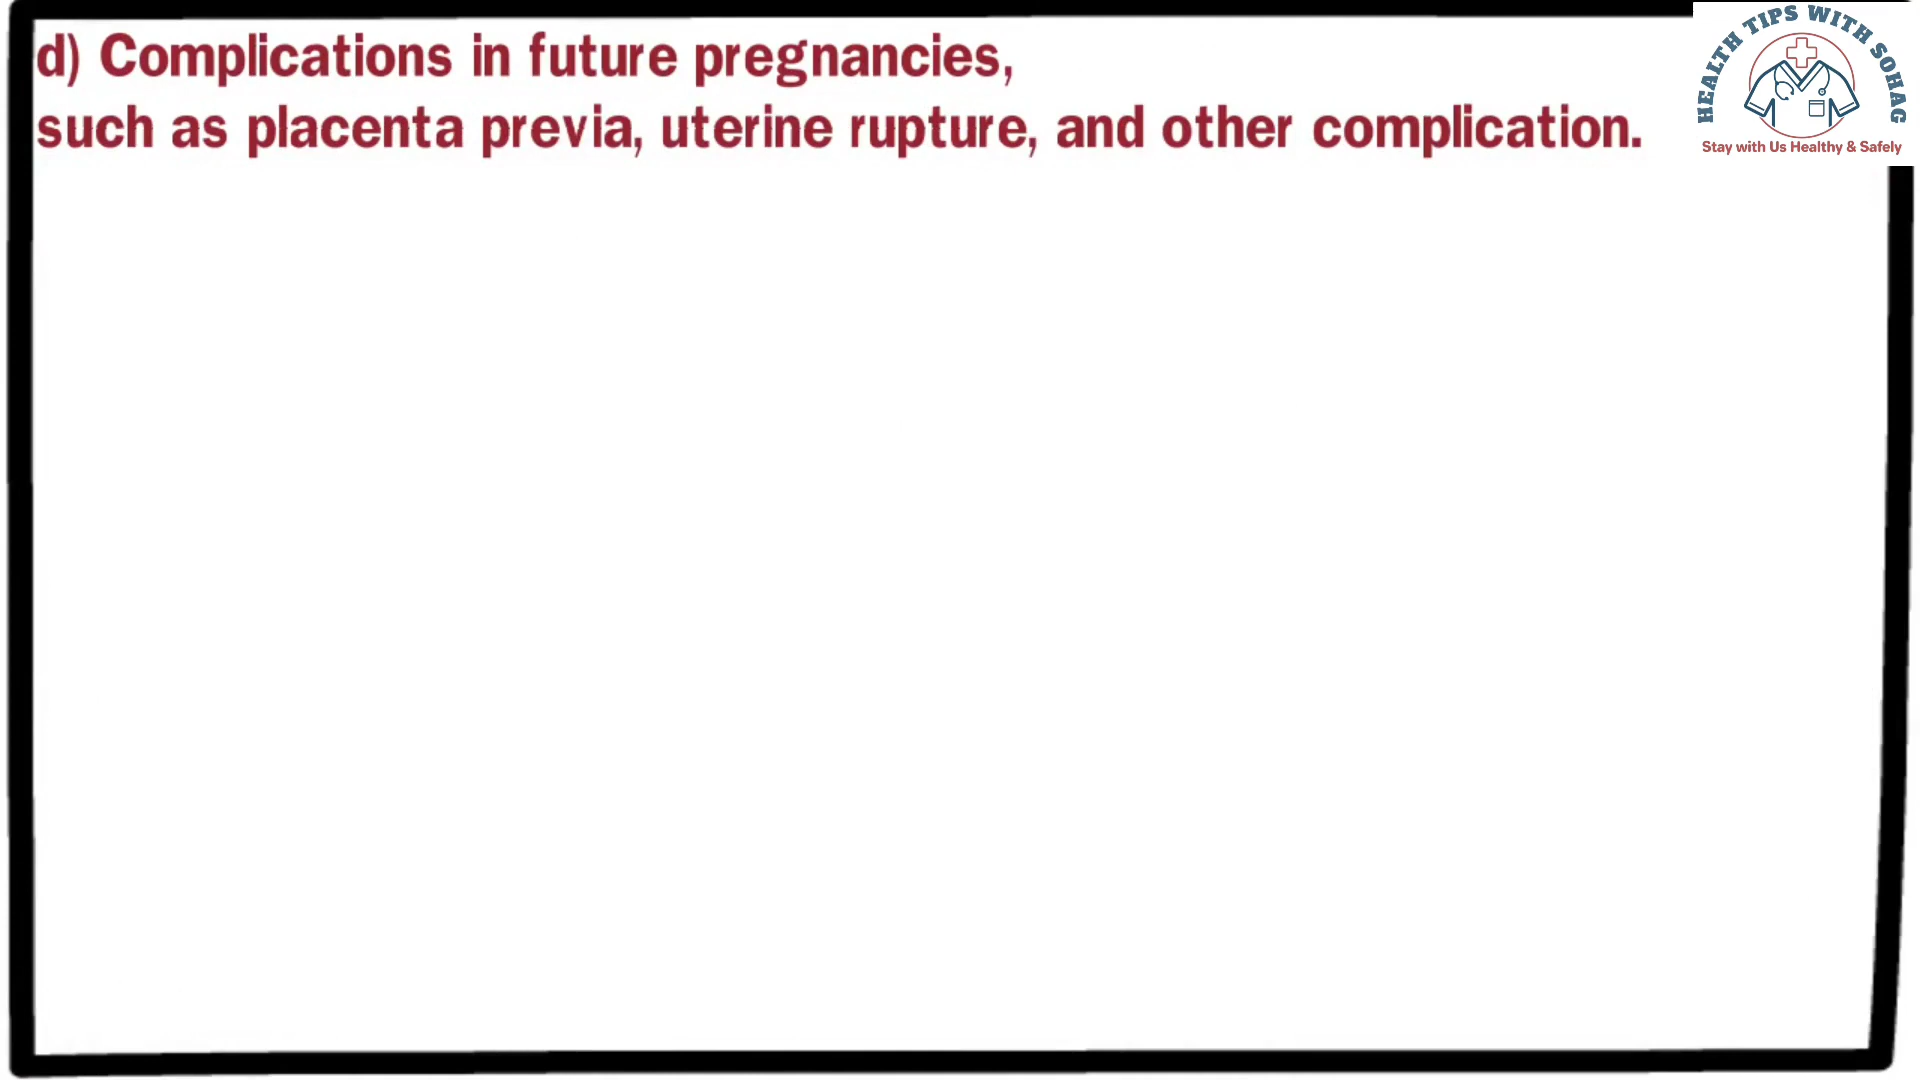 d) Complications in future pregnancies,
such as placenta previa, uterine rupture, and other complication.
HEALTH TIPS WITH SOHAG
Stay with Us Healthy & Safely